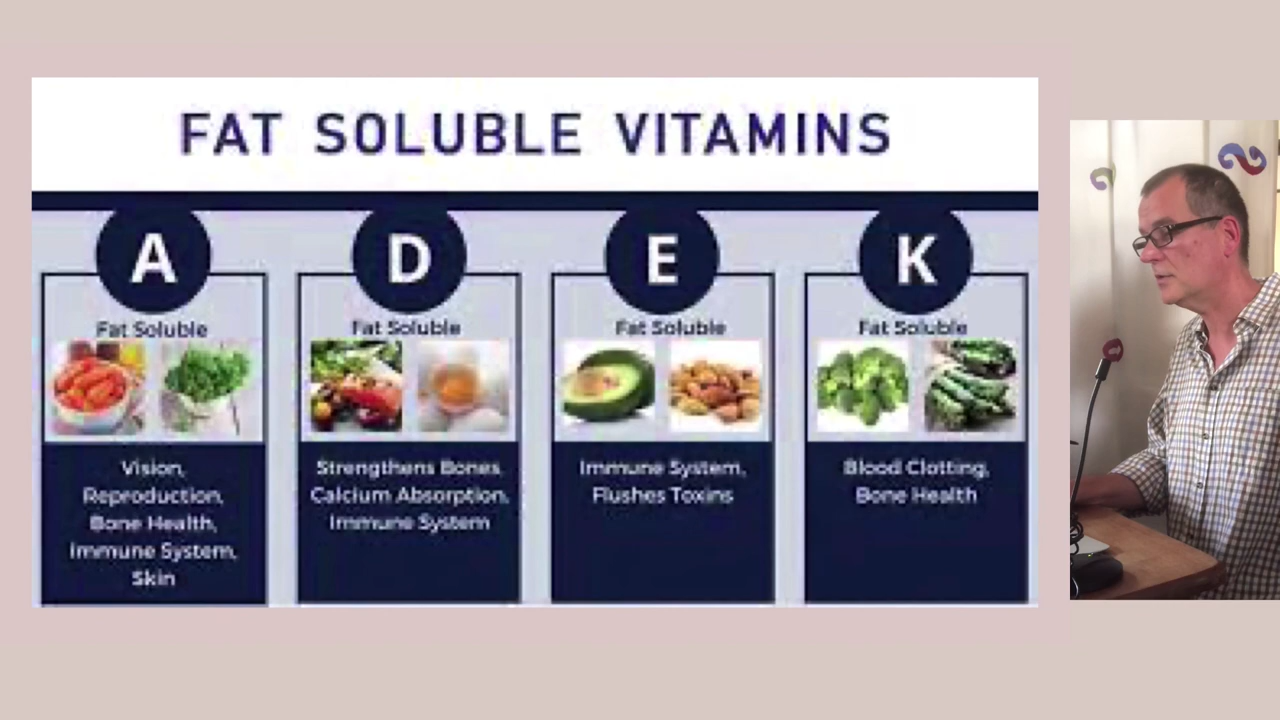 FAT SOLUBLE VITAMINS
A
Fat Soluble
Vision,
Reproduction,
Bone Health,
Immune System,
Skin
D
Fat Soluble
Strengthens Bones
Calcium Absorption,
Immune System
E
Fat Soluble
Immune System,
Flushes Toxins
K
Fat Soluble
Blood Clotting,
Bone Health